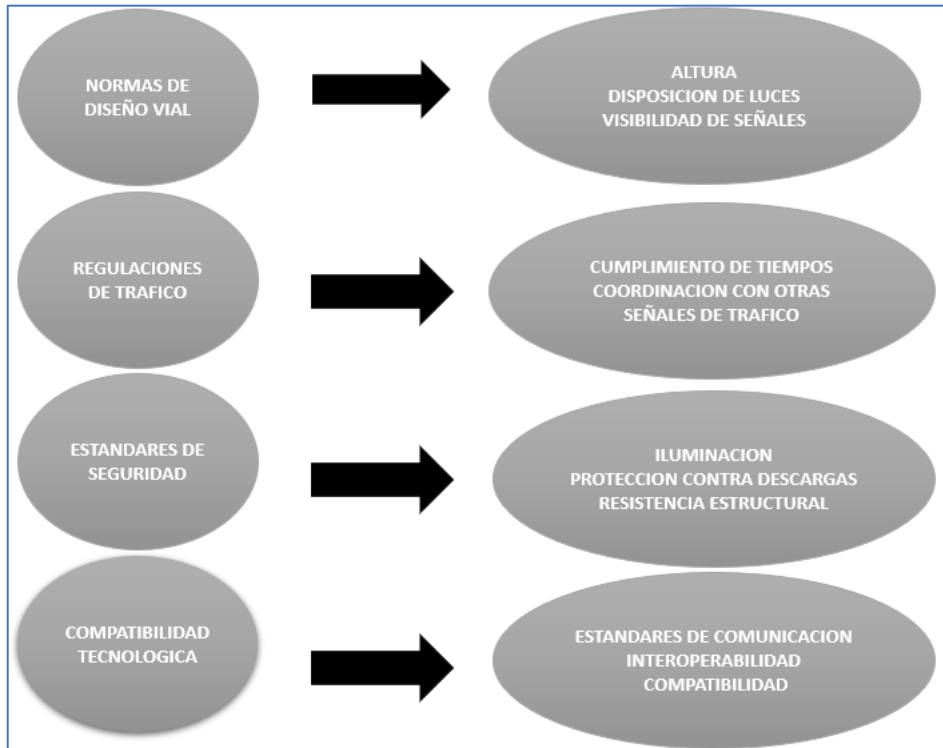 NORMAS DE
DISEÑO VIAL
ALTURA
DISPOSICION DE LUCES
VISIBILIDAD DE SEÑALES
REGULACIONES
DE TRAFICO
CUMPLIMIENTO DE TIEMPOS
COORDINACION CON OTRAS
SEÑALES DE TRAFICO
ESTANDARES DE
SEGURIDAD
ILUMINACION
PROTECCION CONTRA DESCARGAS
RESISTENCIA ESTRUCTURAL
COMPATIBILIDAD
TECNOLOGICA
ESTANDARES DE COMUNICACION
INTEROPERABILIDAD
COMPATIBILIDAD